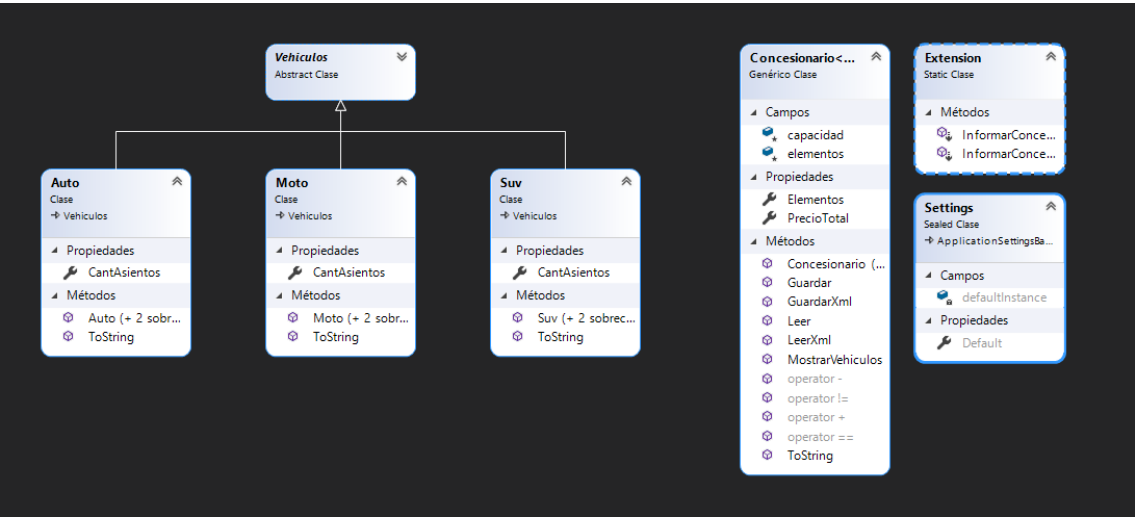 Vehiculos
Abstract Clase
Auto
Clase
Vehiculos
Propiedades
CantAsientos
Métodos
Auto (+ 2 sobr...
ToString
Moto
Clase
Vehiculos
Propiedades
CantAsientos
Métodos
Moto (+ 2 sobr...
ToString
Suv
Clase
Vehiculos
Propiedades
CantAsientos
Métodos
Suv (+ 2 sobrec...
ToString
Concesionario<...
Genérico Clase
Campos
capacidad
elementos
Propiedades
Elementos
PrecioTotal
Métodos
Concesionario (...
Guardar
GuardarXml
Leer
LeerXml
MostrarVehiculos
operator -
operator !=
operator +
operator ==
ToString
Extension
Static Clase
Métodos
InformarConce...
InformarConce...
Settings
Sealed Clase
ApplicationSettingsBa...
Campos
defaultInstance
Propiedades
Default